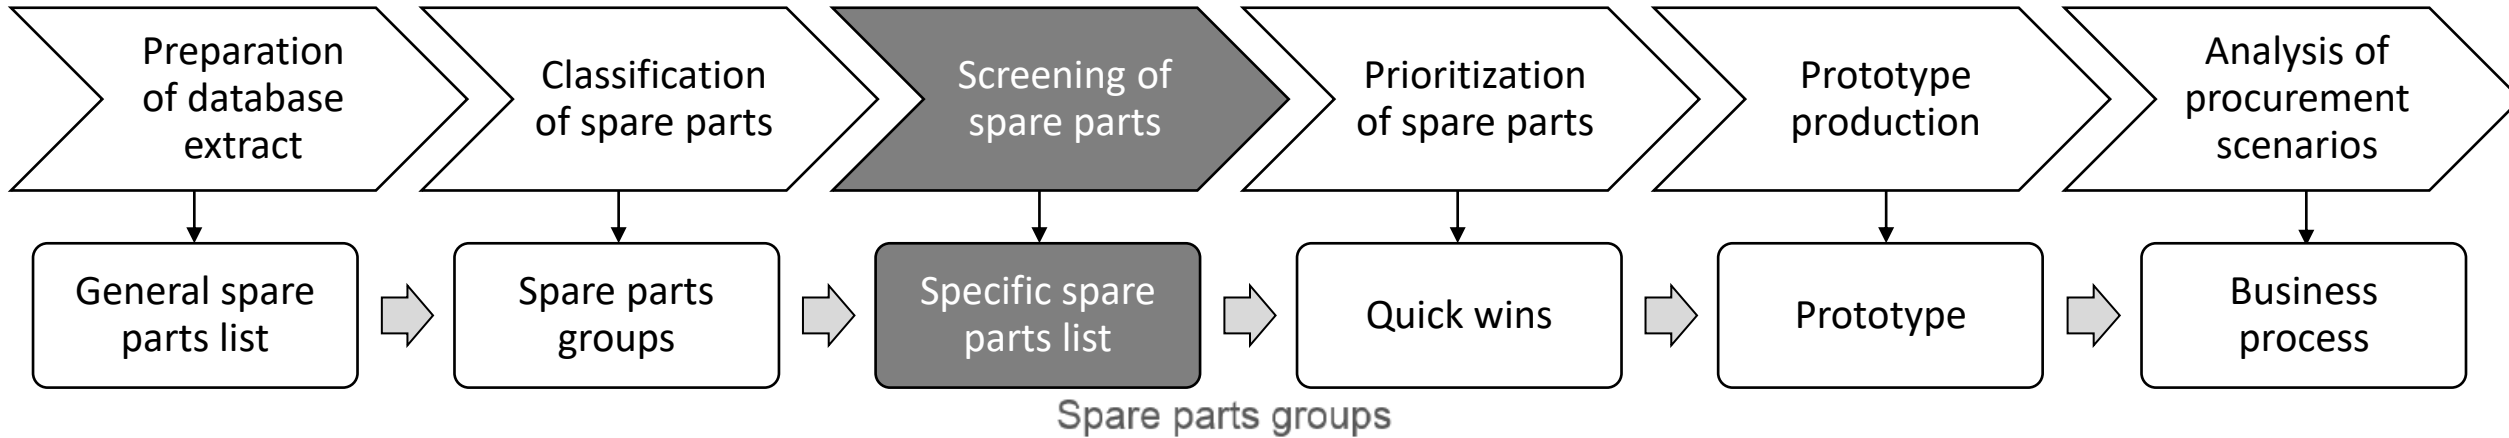 Preparation
of database
extract
Classification
of spare parts
Screening of
spare parts
Prioritization
of spare parts
Prototype
production
Analysis of
procurement
scenarios
General spare
parts list
Spare parts
groups
Specific spare
parts list
Quick wins
Prototype
Business
process
Spare parts groups